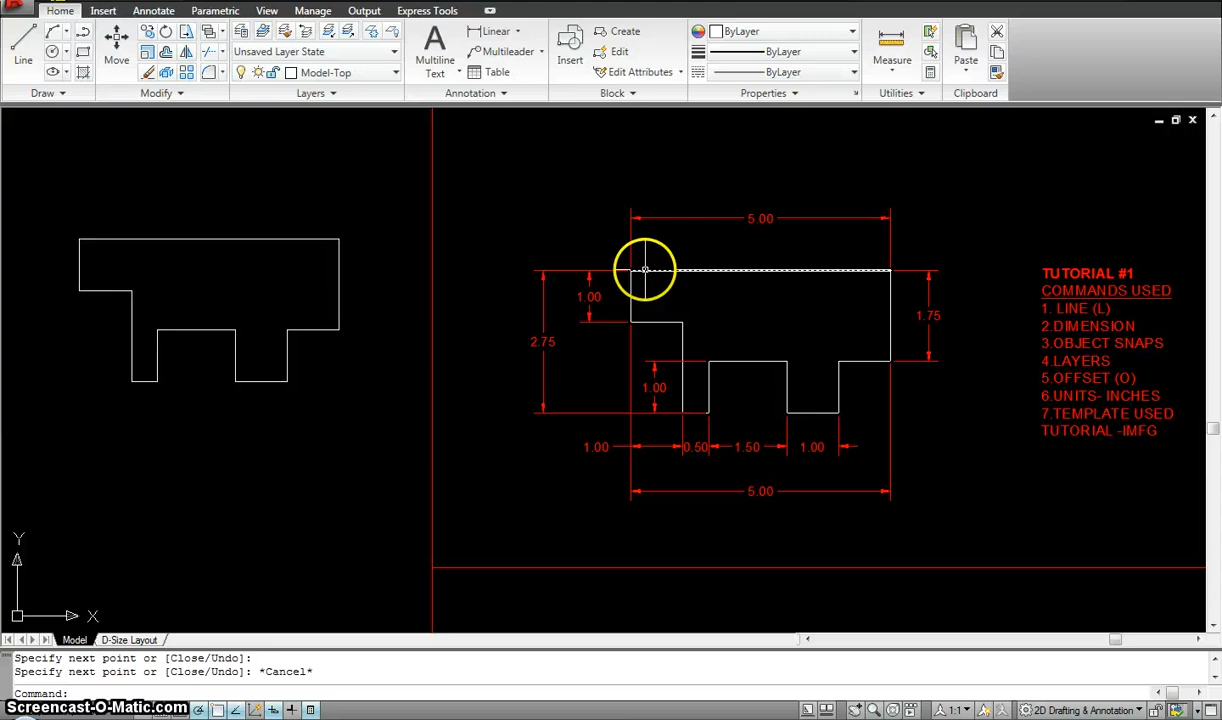 Home Insert Annotate Parametric View Manage Output Express Tools
Line
Move
Unsaved Layer State
Model-Top
Multiline
Text
Linear
Multileader
Table
Insert
Create
Edit
Edit Attributes
ByLayer
ByLayer
ByLayer
Measure
Paste
Draw Modify Layers Annotation Block Properties Utilities Clipboard
5.00
1.00
2.75
1.75
1.00
1.00 0.50 1.50 1.00
5.00
TUTORIAL #1
COMMANDS USED
1. LINE (L)
2.DIMENSION
3.OBJECT SNAPS
4.LAYERS
5.OFFSET (O)
6.UNITS- INCHES
7.TEMPLATE USED
TUTORIAL -IMFG
Y
X
Model D-Size Layout
Specify next point or [Close/Undo]:
Specify next point or [Close/Undo]: *Cancel*
Command:
Screencast-O-Matic.com
1:1
2D Drafting & Annotation